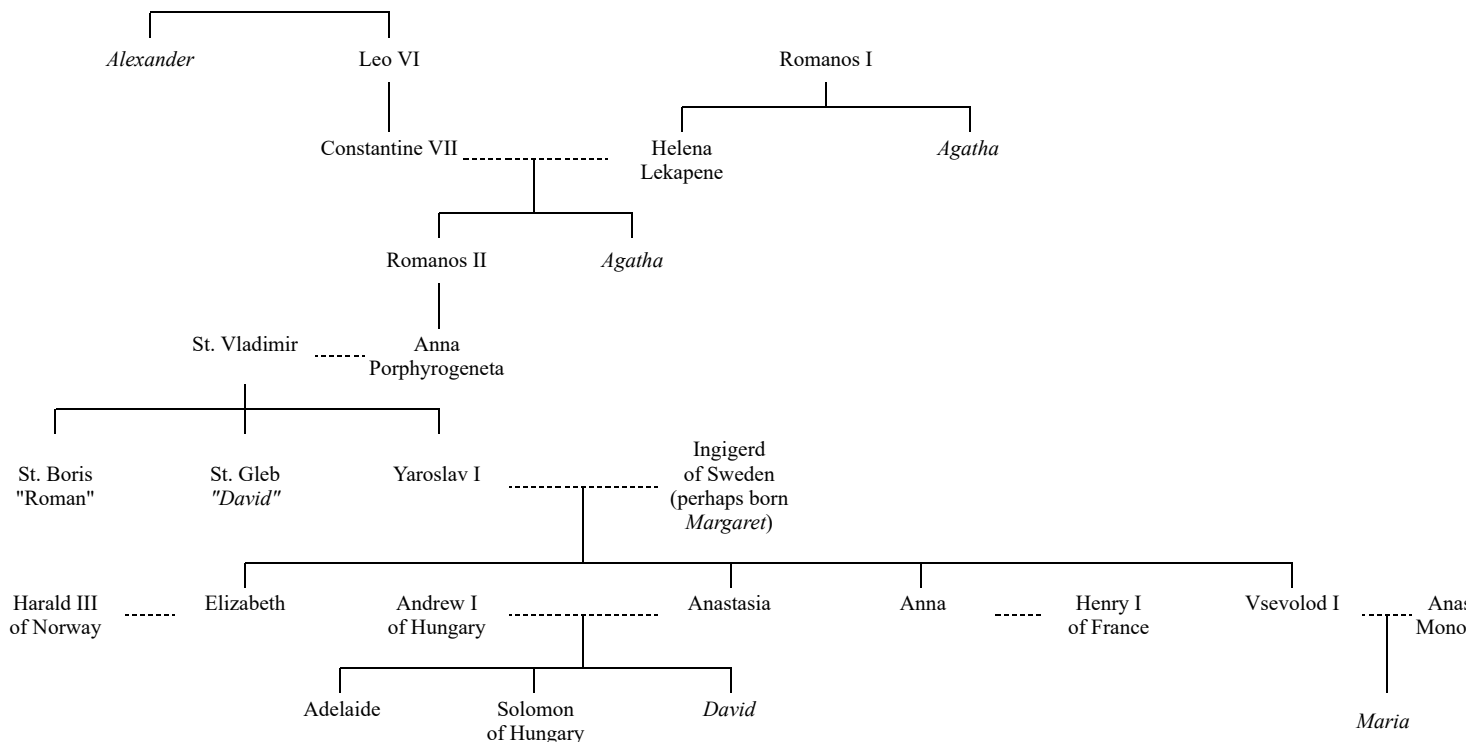 Alexander
Leo VI
Romanos I
Constantine VII
Helena
Lekapene
Agatha
Romanos II
Agatha
St. Vladimir
Anna
Porphyrogeneta
St. Boris
"Roman"
St. Gleb
"David"
Yaroslav I
Ingigerd
of Sweden
(perhaps born
Margaret)
Harald III
of Norway
Elizabeth
Andrew I
of Hungary
Anastasia
Anna
Henry I
of France
Vsevolod I
Anas
Mono
Adelaide
Solomon
of Hungary
David
Maria